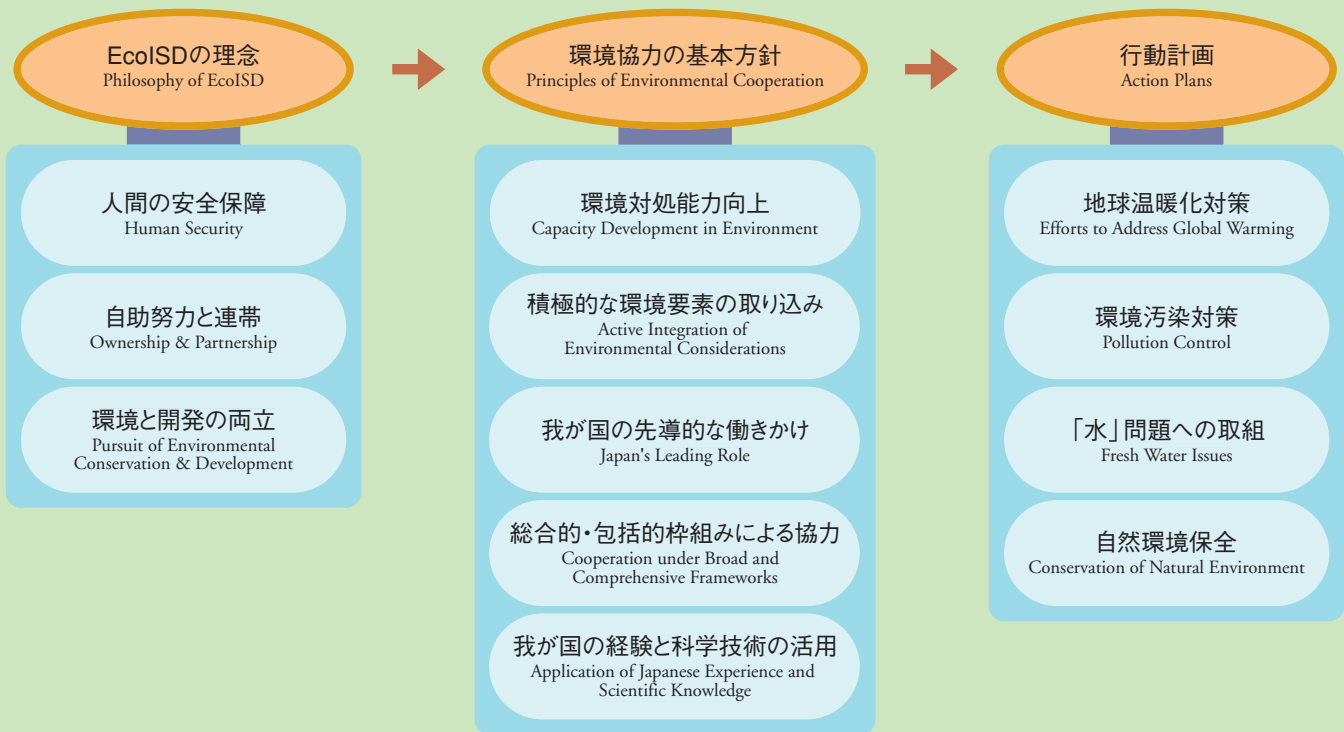 EcoISDの理念
Philosophy of EcoISD
人間の安全保障
Human Security
自助努力と連帯
Ownership & Partnership
環境と開発の両立
Pursuit of Environmental
Conservation & Development
環境協力の基本方針
Principles of Environmental Cooperation
環境対処能力向上
Capacity Development in Environment
積極的な環境要素の取り込み
Active Integration of
Environmental Considerations
我が国の先導的な働きかけ
Japan's Leading Role
総合的・包括的枠組みによる協力
Cooperation under Broad and
Comprehensive Frameworks
我が国の経験と科学技術の活用
Application of Japanese Experience and
Scientific Knowledge
行動計画
Action Plans
地球温暖化対策
Efforts to Address Global Warming
環境汚染対策
Pollution Control
「水」問題への取組
Fresh Water Issues
自然環境保全
Conservation of Natural Environment